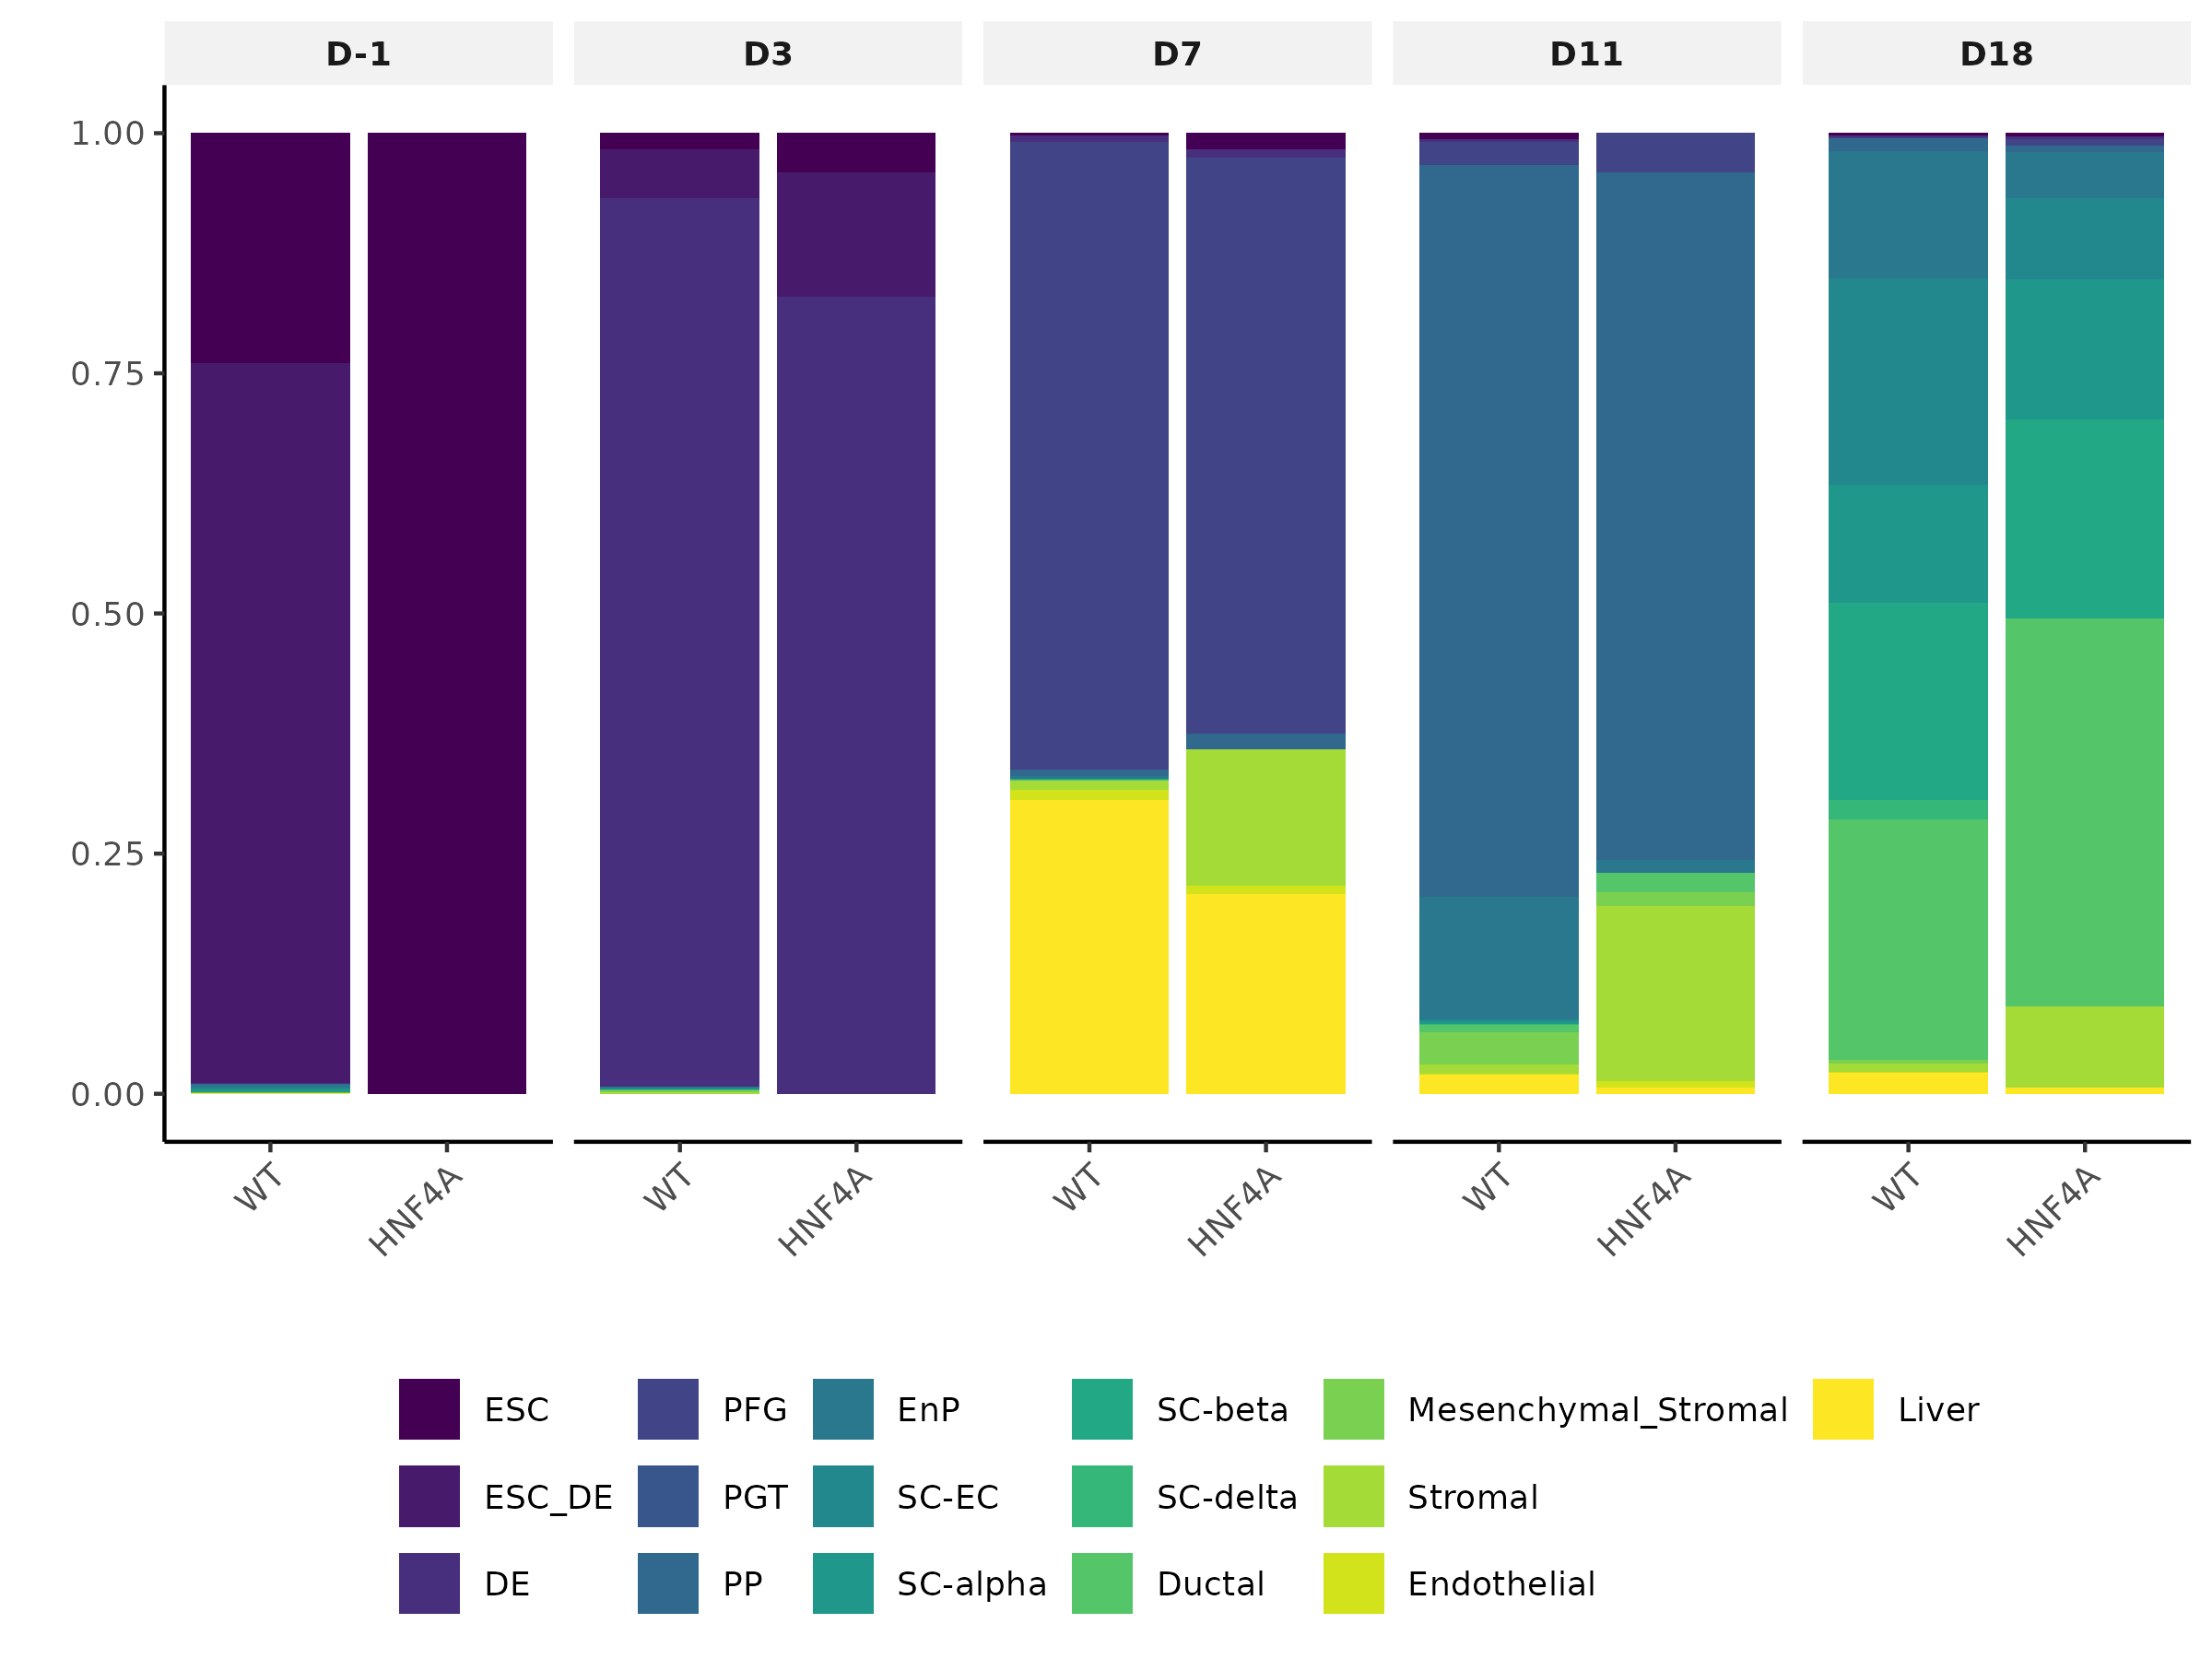 D-1 D3 D7 D11 D18
1.00
0.75
0.50
0.25
0.00
WT HNF4A WT HNF4A WT HNF4A WT HNF4A WT HNF4A
ESC PFG EnP SC-beta Mesenchymal_Stromal Liver
ESC_DE PGT SC-EC SC-delta Stromal
DE PP SC-alpha Ductal Endothelial